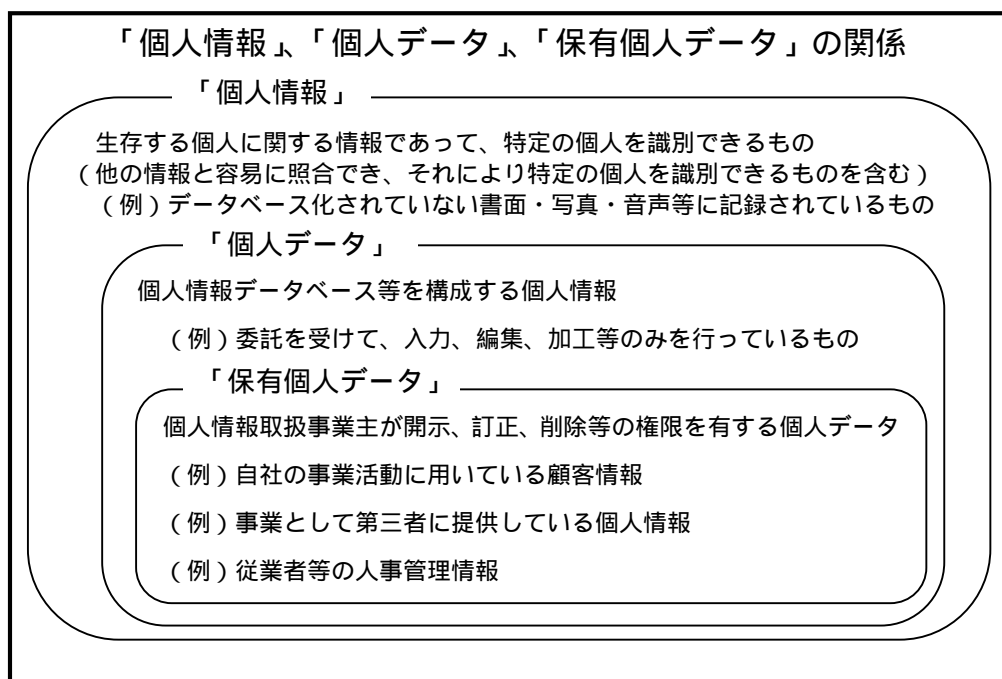 「個人情報」、「個人データ」、「保有個人データ」の関係
「個人情報」
生存する個人に関する情報であって、特定の個人を識別できるもの
(他の情報と容易に照合でき、それにより特定の個人を識別できるものを含む)
(例)データベース化されていない書面・写真・音声等に記録されているもの
「個人データ」
個人情報データベース等を構成する個人情報
(例)委託を受けて、入力、編集、加工等のみを行っているもの
「保有個人データ」
個人情報取扱事業主が開示、訂正、削除等の権限を有する個人データ
(例)自社の事業活動に用いている顧客情報
(例)事業として第三者に提供している個人情報
(例)従業者等の人事管理情報